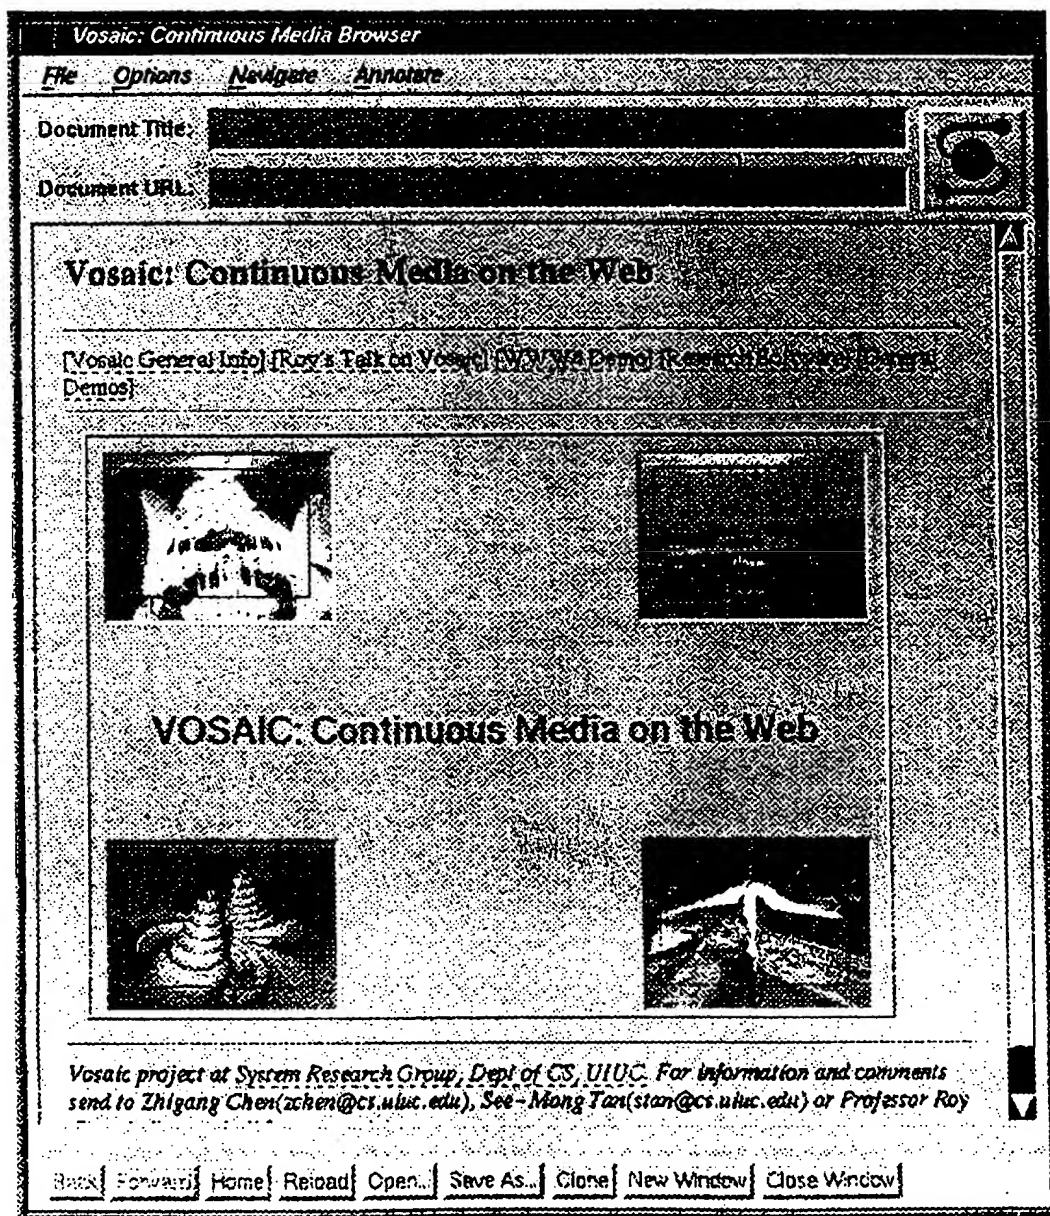 Vosaic: Continuous Media Browser
File Options Navigate Annotate
Document Title:
Document URL:
Vosaic: Continuous Media on the Web
[Vosaic General Info] [Roy's Talk on Vosaic] [WWW4 Demo] [Research [General
Demos]
VOSAIC: Continuous Media on the Web
Vosaic project at System Research Group, Dept of CS, UIUC. For information and comments
send to Zhigang Chen(zchen@cs.uiuc.edu), See-Mong Tan(stan@cs.uiuc.edu) or Professor Roy
Back Forward Home Reload Open... Save As... Clone New Window Close Window